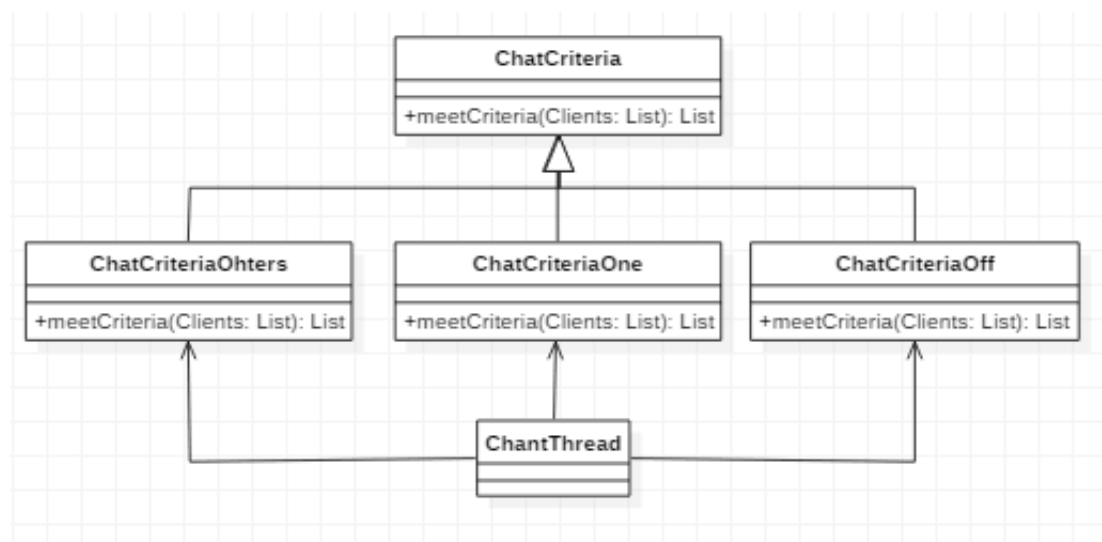 ChatCriteria
+meetCriteria(Clients: List): List
ChatCriteriaOhters
ChatCriteriaOne
ChatCriteriaOff
+meetCriteria(Clients: List): List
+meetCriteria(Clients: List): List
+meetCriteria(Clients: List): List
ChantThread